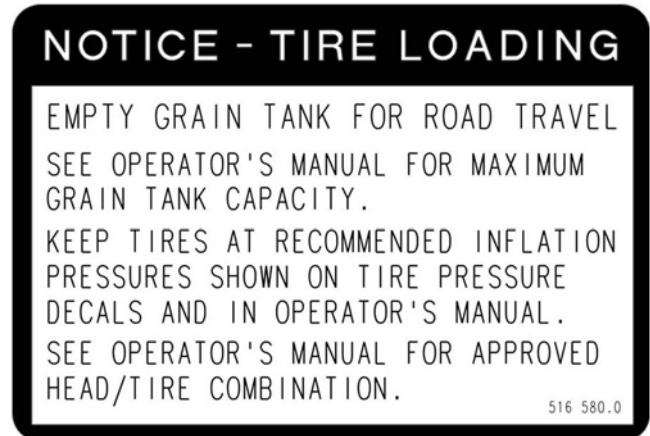 NOTICE - TIRE LOADING
EMPTY GRAIN TANK FOR ROAD TRAVEL
SEE OPERATOR'S MANUAL FOR MAXIMUM
GRAIN TANK CAPACITY.
KEEP TIRES AT RECOMMENDED INFLATION
PRESSURES SHOWN ON TIRE PRESSURE
DECALS AND IN OPERATOR'S MANUAL.
SEE OPERATOR'S MANUAL FOR APPROVED
HEAD/TIRE COMBINATION.
516 580.0